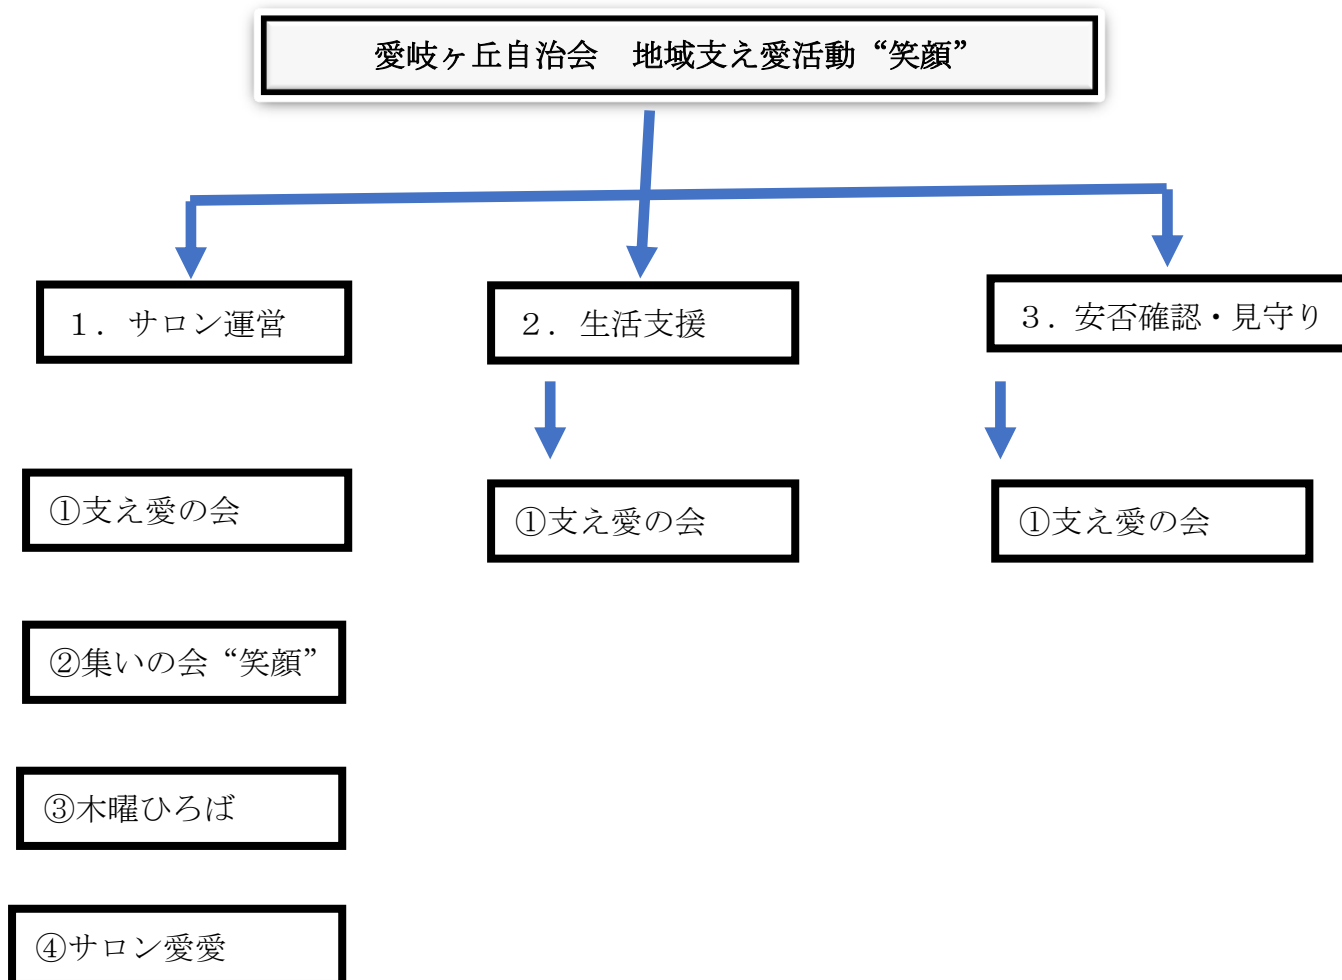 愛岐ヶ丘自治会　地域支え愛活動“笑顔”
１．サロン運営
２．生活支援
３．安否確認・見守り
①支え愛の会
①支え愛の会
①支え愛の会
②集いの会“笑顔”
③木曜ひろば
④サロン愛愛